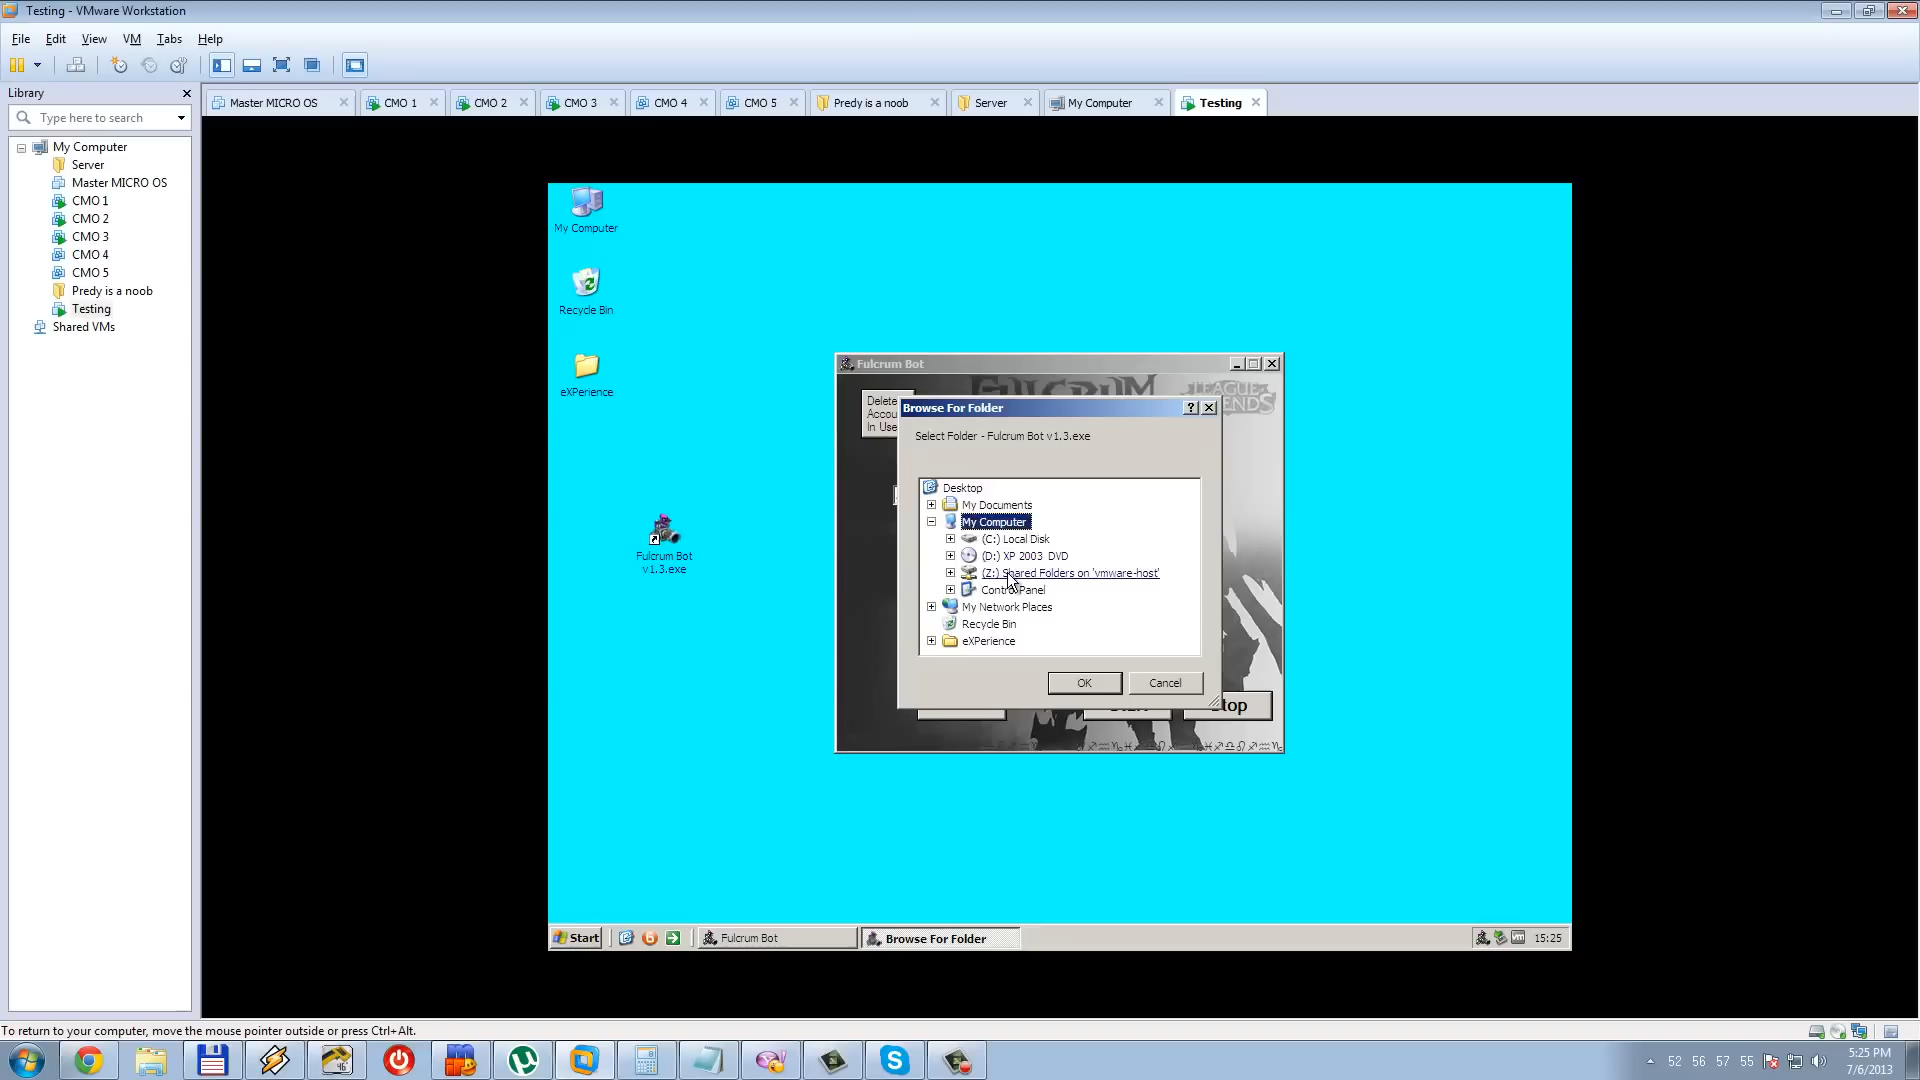 Testing - VMware Workstation
File Edit View VM Tabs Help
Library
Type here to search
My Computer
Server
Master MICRO OS
CMO 1
CMO 2
CMO 3
CMO 4
CMO 5
Predy is a noob
Testing
Shared VMs
Master MICRO OS
CMO 1
CMO 2
CMO 3
CMO 4
CMO 5
Predy is a noob
Server
My Computer
Testing
My Computer
Recycle Bin
eXPerience
Fulcrum Bot
v1.3.exe
Fulcrum Bot
FULCRUM
LEAGUE
Delete
Accou
In Use
Browse For Folder
Select Folder - Fulcrum Bot v1.3.exe
Desktop
My Documents
My Computer
(C:) Local Disk
(D:) XP 2003 DVD
(Z:) Shared Folders on 'vmware-host'
Control Panel
My Network Places
Recycle Bin
eXPerience
OK
Cancel
Stop
Start
Fulcrum Bot
Browse For Folder
15:25
To return to your computer, move the mouse pointer outside or press Ctrl+Alt.
52 56 57 55
5:25 PM
7/6/2013